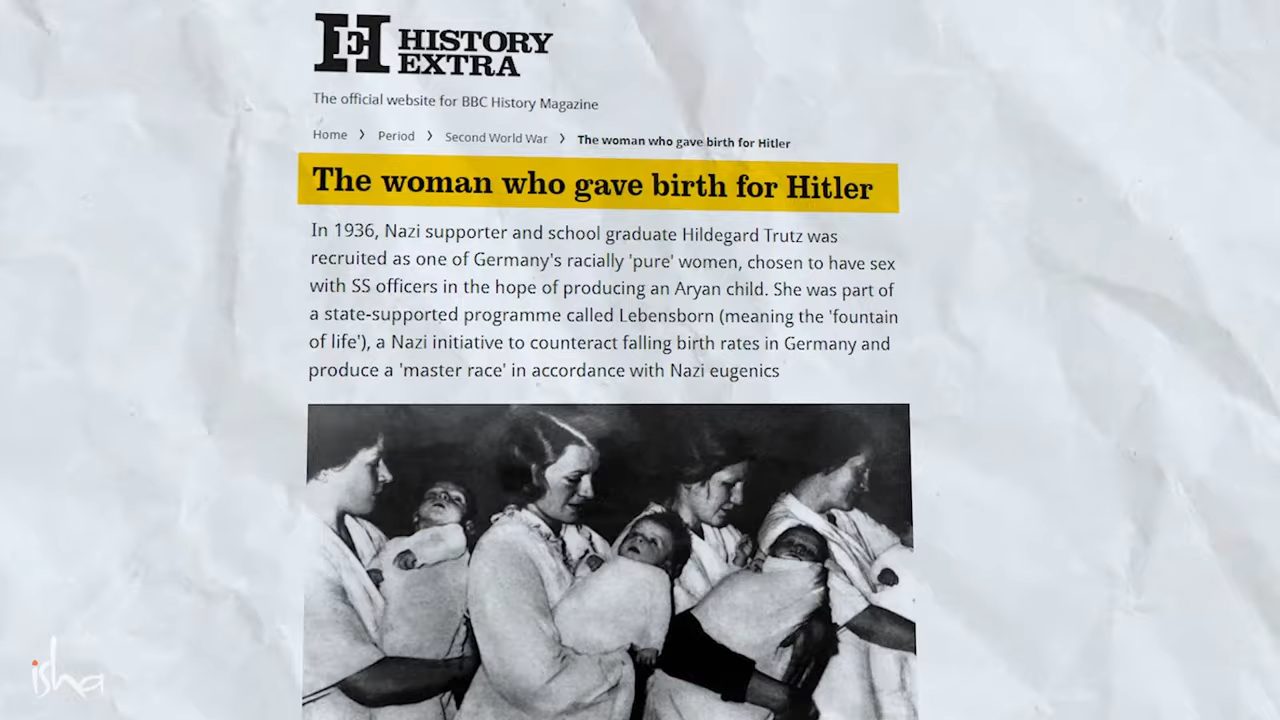 HE HISTORY
EXTRA
The official website for BBC History Magazine
Home > Period > Second World War > The woman who gave birth for Hitler
The woman who gave birth for Hitler
In 1936, Nazi supporter and school graduate Hildegard Trutz was
recruited as one of Germany's racially 'pure' women, chosen to have sex
with SS officers in the hope of producing an Aryan child. She was part of
a state-supported programme called Lebensborn (meaning the 'fountain
of life'), a Nazi initiative to counteract falling birth rates in Germany and
produce a 'master race' in accordance with Nazi eugenics
isha